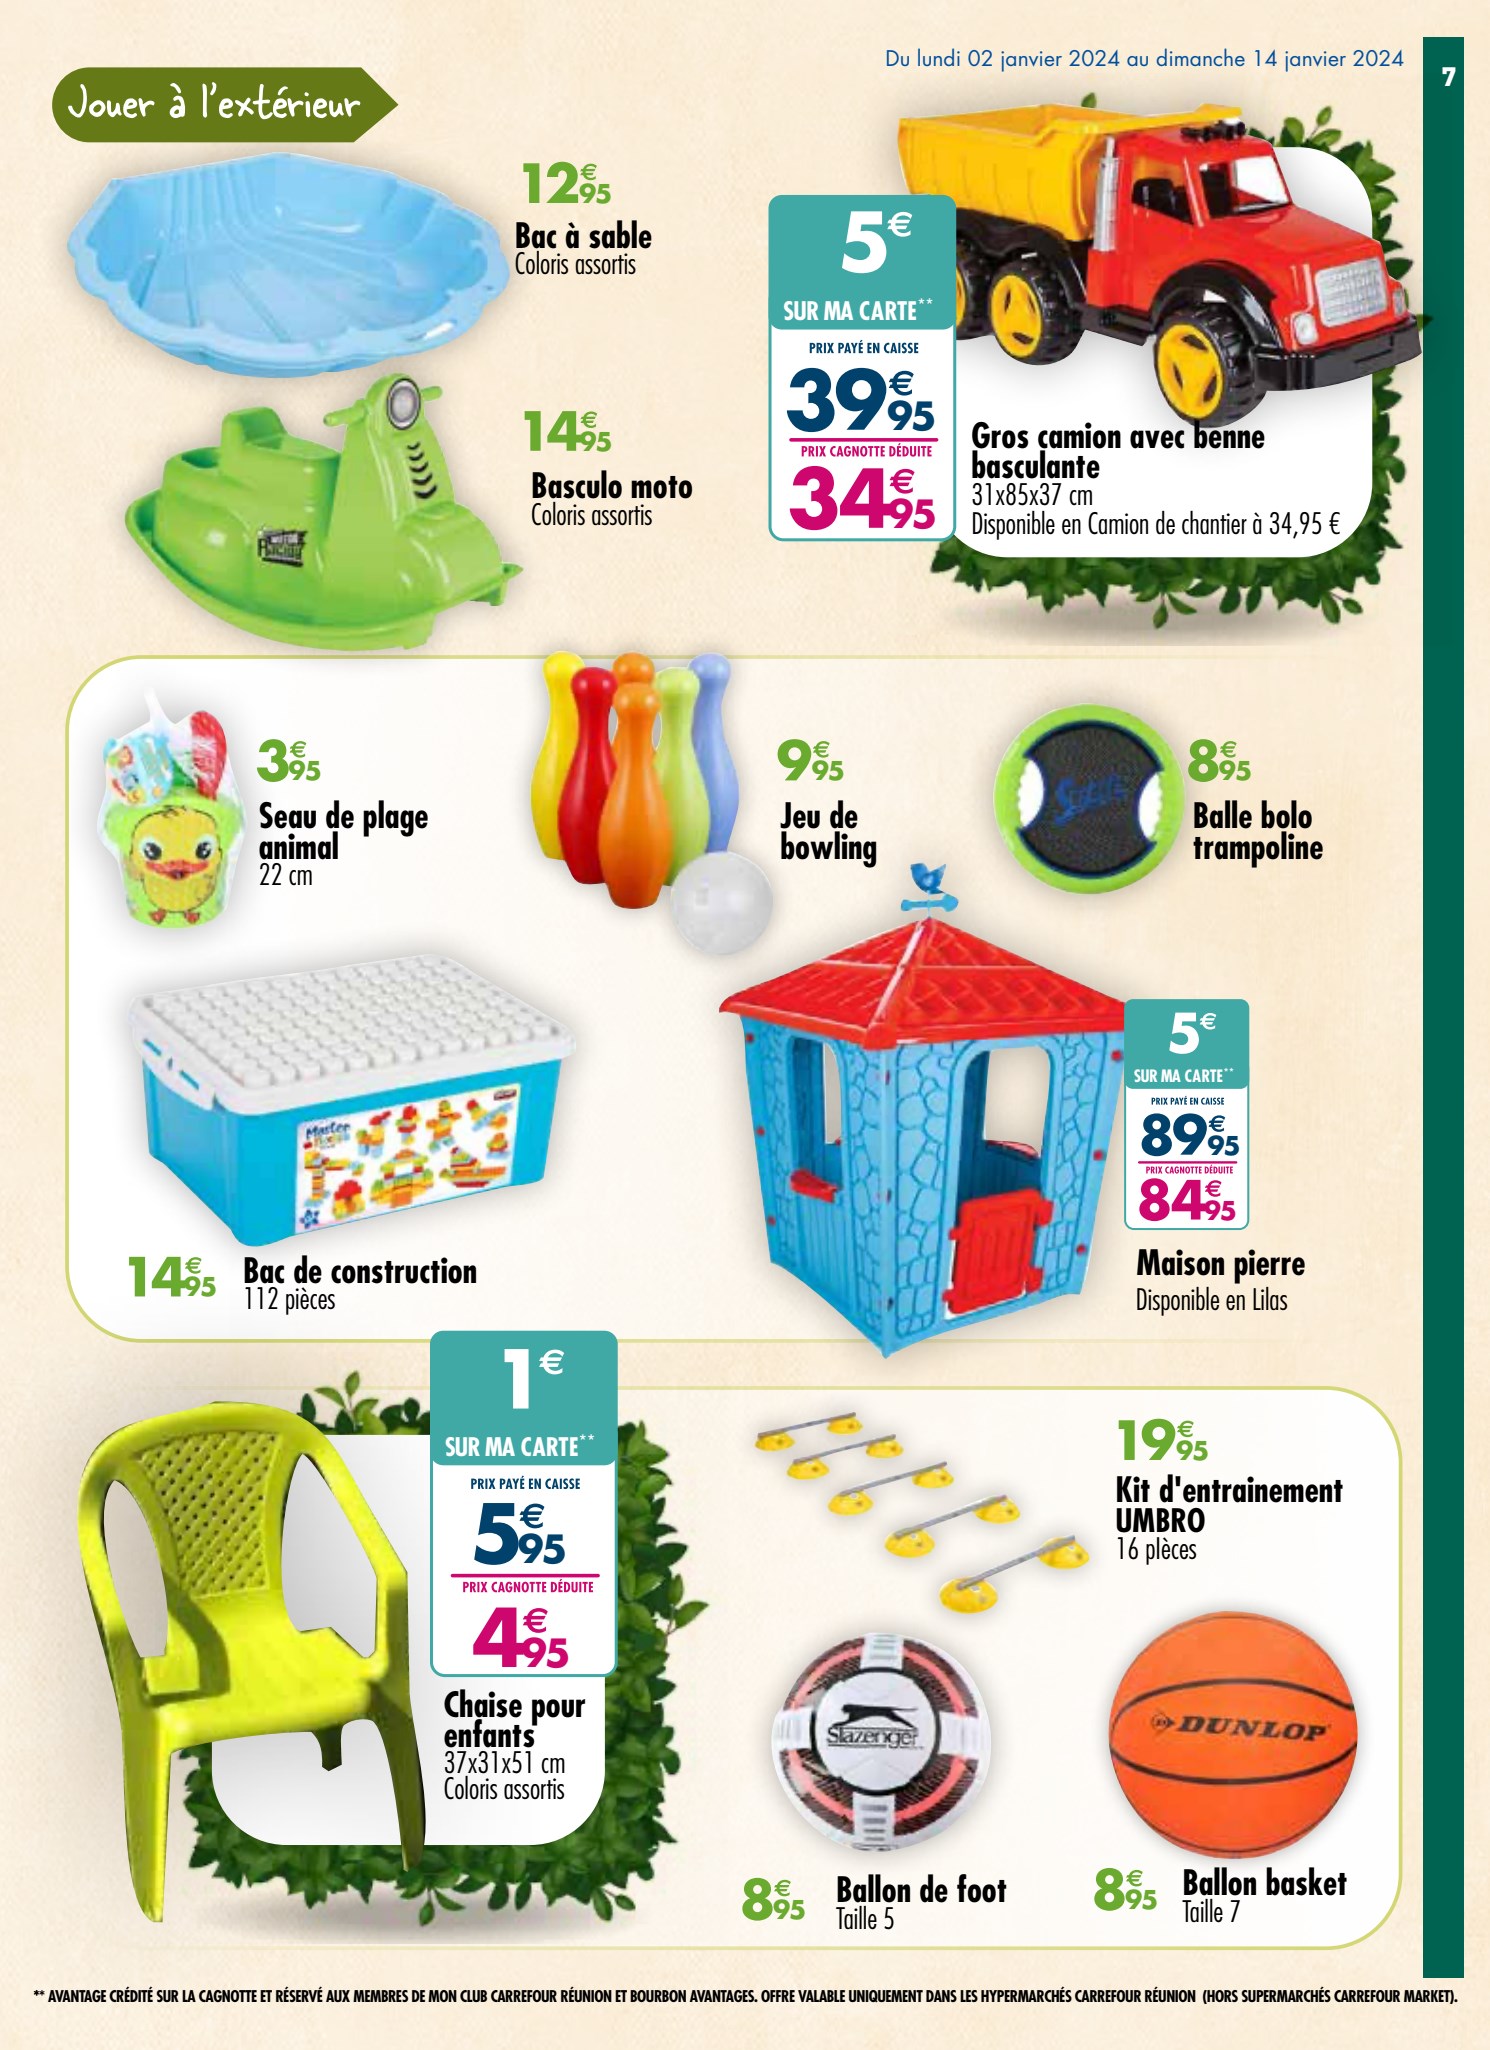 Du lundi 02 janvier 2024 au dimanche 14 janvier 2024
7
Jouer à l'extérieur
12€95
Bac à sable
Coloris assortis
14€95
Basculo moto
Coloris assortis
5€
SUR MA CARTE**
PRIX PAYÉ EN CAISSE
39€95
PRIX CAGNOTTE DÉDUITE
34€95
Gros camion avec benne
basculante
31x85x37 cm
Disponible en Camion de chantier à 34,95 €
3€95
Seau de plage
animal
22 cm
9€95
Jeu de
bowling
8€95
Balle bolo
trampoline
Master
14€95
Bac de construction
112 pièces
5€
SUR MA CARTE**
PRIX PAYÉ EN CAISSE
89€95
PRIX CAGNOTTE DÉDUITE
84€95
Maison pierre
Disponible en Lilas
1€
SUR MA CARTE**
PRIX PAYÉ EN CAISSE
5€95
PRIX CAGNOTTE DÉDUITE
4€95
Chaise pour
enfants
37x31x51 cm
Coloris assortis
19€95
Kit d'entrainement
UMBRO
16 plèces
Slazenger
DUNLOP
8€95
Ballon de foot
Taille 5
8€95
Ballon basket
Taille 7
** AVANTAGE CRÉDITÉ SUR LA CAGNOTTE ET RÉSERVÉ AUX MEMBRES DE MON CLUB CARREFOUR RÉUNION ET BOURBON AVANTAGES. OFFRE VALABLE UNIQUEMENT DANS LES HYPERMARCHÉS CARREFOUR RÉUNION (HORS SUPERMARCHÉS CARREFOUR MARKET).